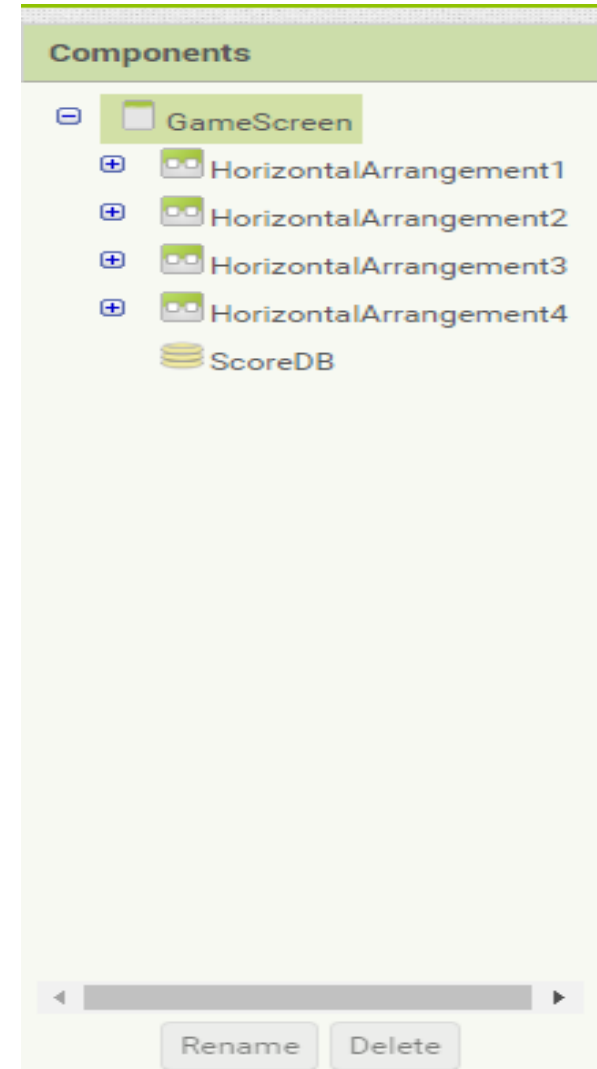 Components
GameScreen
HorizontalArrangement1
HorizontalArrangement2
HorizontalArrangement3
HorizontalArrangement4
ScoreDB
Rename Delete